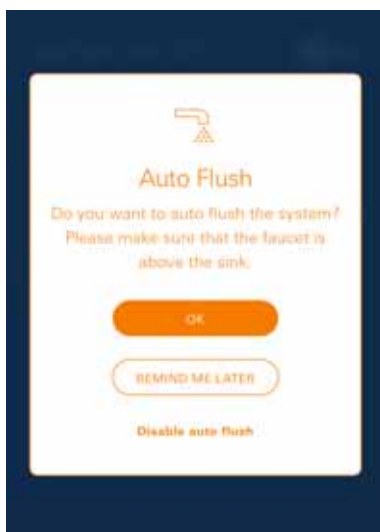 Auto Flush
Do you want to auto flush the system?
Please make sure that the faucet is
above the sink.
OK
REMIND ME LATER
Disable auto flush